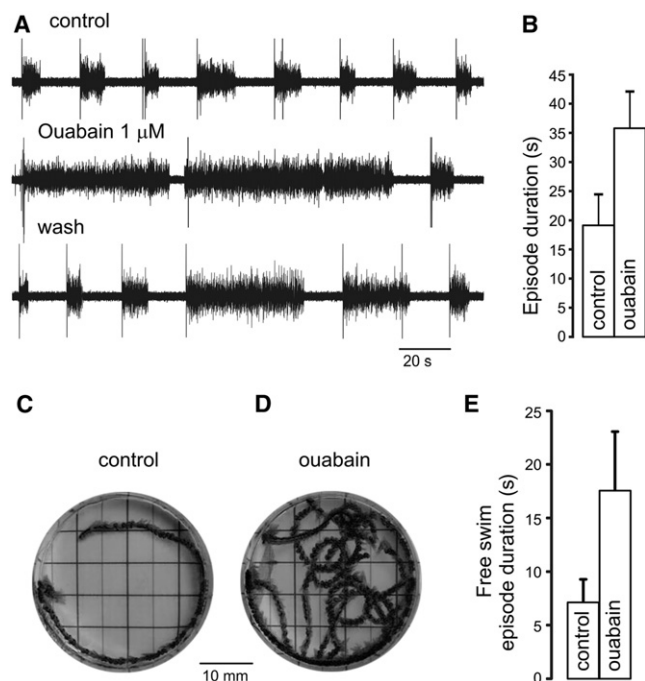 A
control
Ouabain 1 μM
wash
20 s
B
Episode duration (s)
45
40
35
30
25
20
15
10
5
0
control
ouabain
C
control
D
ouabain
10 mm
E
Free swim
episode duration (s)
25
20
15
10
5
0
control
ouabain